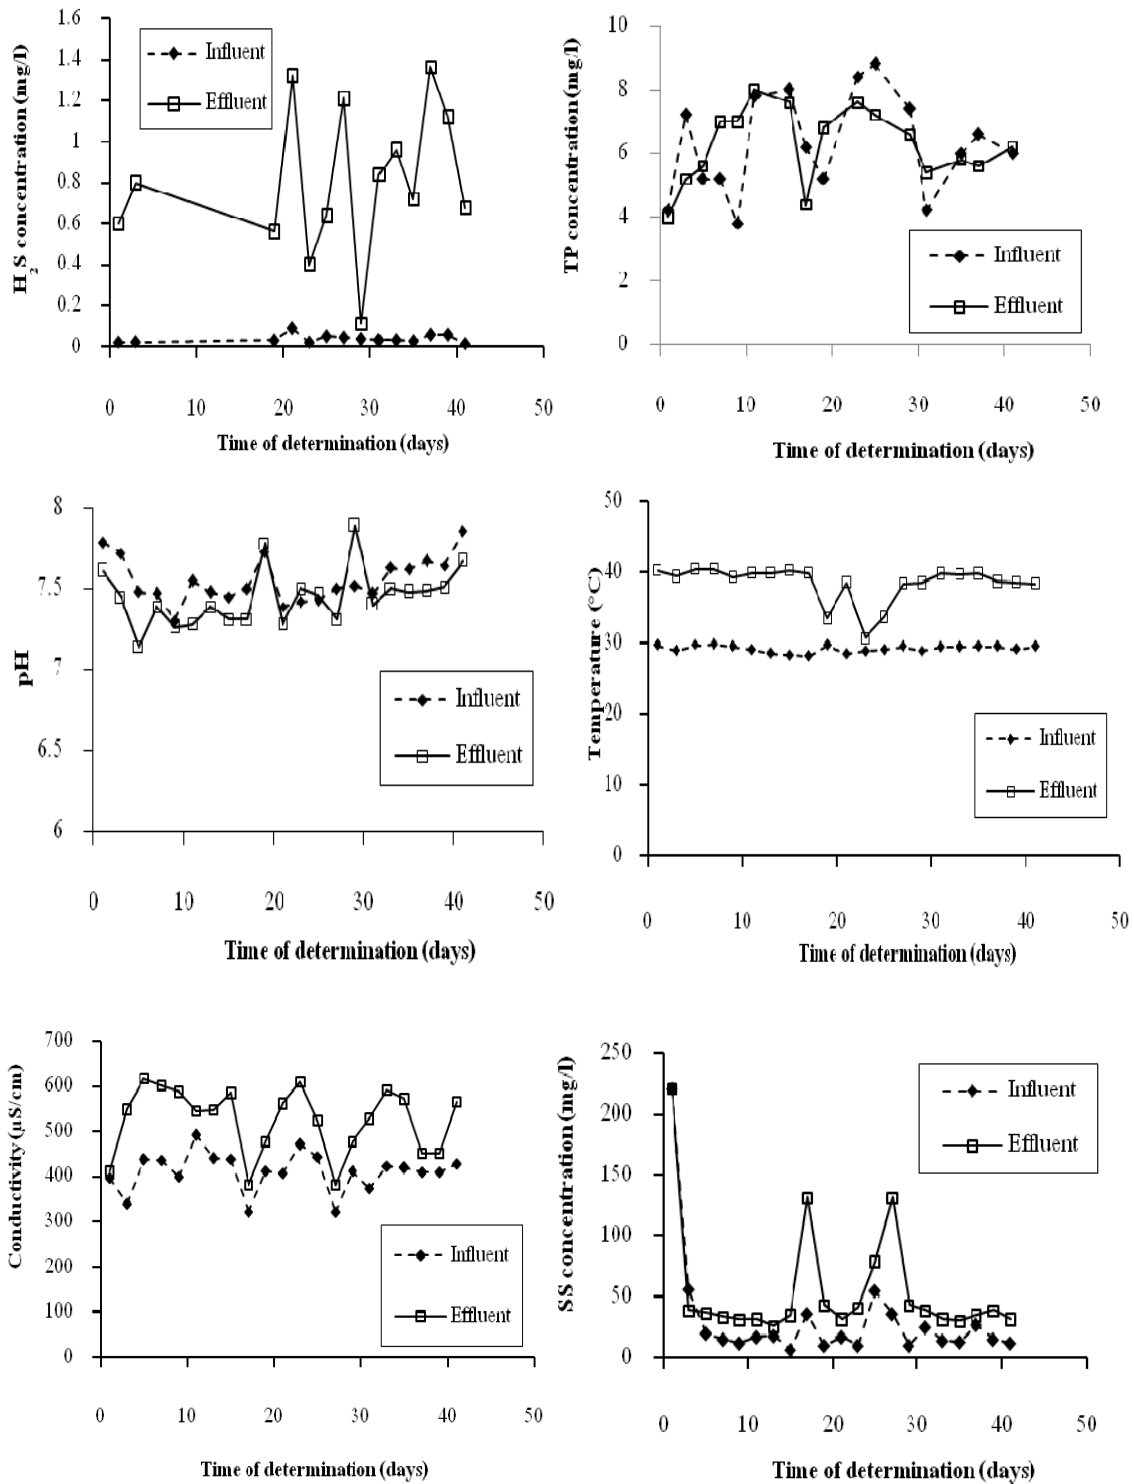 H2S concentration (mg/l)
1.6
1.4
1.2
1
0.8
0.6
0.4
0.2
0
Influent
Effluent
0 10 20 30 40 50
Time of determination (days)
TP concentration (mg/l)
10
8
6
4
2
0
Influent
Effluent
0 10 20 30 40 50
Time of determination (days)
pH
8
7.5
7
6.5
6
Influent
Effluent
0 10 20 30 40 50
Time of determination (days)
Temperature (°C)
50
40
30
20
10
0
Influent
Effluent
0 10 20 30 40 50
Time of determination (days)
Conductivity (µS/cm)
700
600
500
400
300
200
100
0
Influent
Effluent
0 10 20 30 40 50
Time of determination (days)
SS concentration (mg/l)
250
200
150
100
50
0
Influent
Effluent
0 10 20 30 40 50
Time of determination (days)